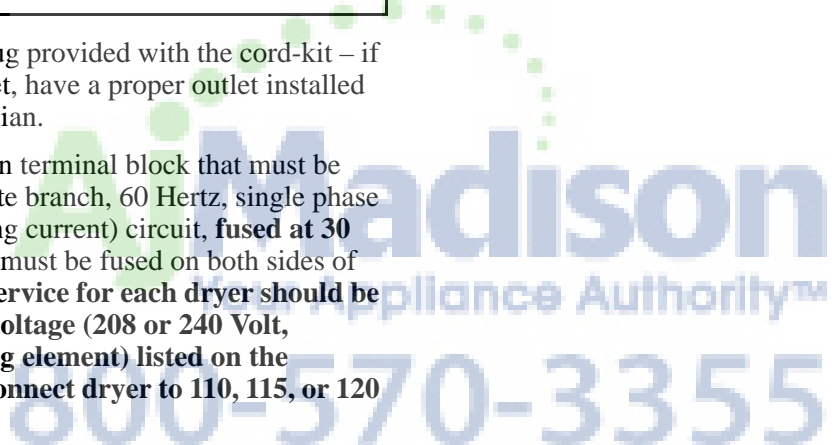 ug provided with the cord-kit – if
et, have a proper outlet installed
ian.
n terminal block that must be
te branch, 60 Hertz, single phase
ng current) circuit, fused at 30
must be fused on both sides of
ervice for each dryer should be
oltage (208 or 240 Volt,
g element) listed on the
onnect dryer to 110, 115, or 120
AjMadison
Your Appliance Authority™
800-570-3355